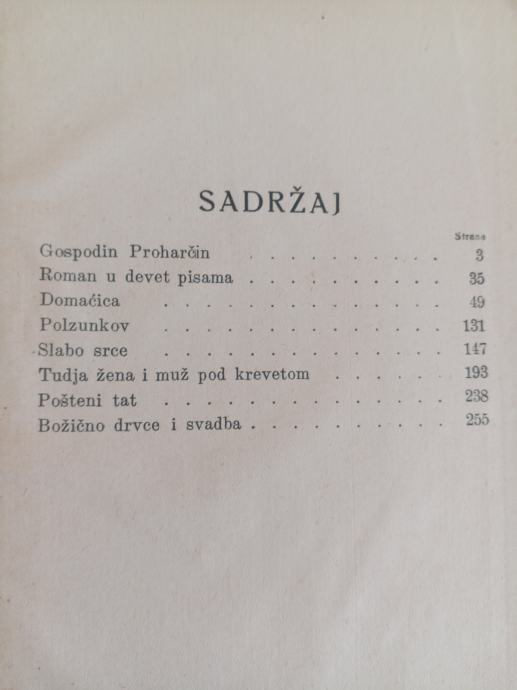 SADRŽAJ
Strana
Gospodin Proharčin . . . . . . . . . . 3
Roman u devet pisama . . . . . . . . . 35
Domaćica . . . . . . . . . . . . . 49
Polzunkov . . . . . . . . . . . . . 131
Slabo srce . . . . . . . . . . . . . 147
Tudja žena i muž pod krevetom . . . . . . 193
Pošteni tat . . . . . . . . . . . . . 238
Božično drvce i svadba . . . . . . . . . 255